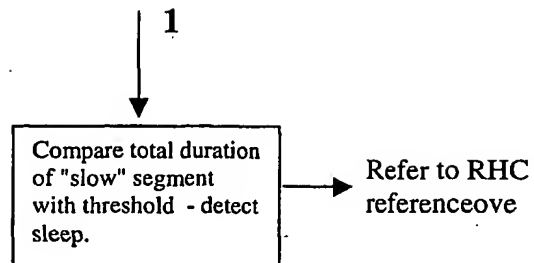 1
Compare total duration
of "slow" segment
with threshold - detect
sleep.
Refer to RHC
referenceove